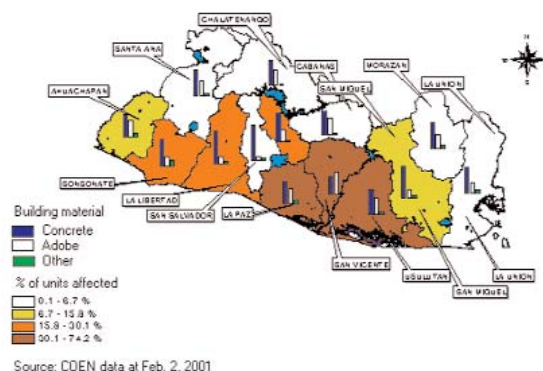 CHALATENANGO
SANTA ANA
CABANAS
MORAZAN
SAN MIGUEL
LA UNION
AHUACHAPAN
SONSONATE
LA LIBERTAD
SAN SALVADOR
LA PAZ
SAN VICENTE
USULUTAN
SAN MIGUEL
LA UNION
Building material
Concrete
Adobe
Other
% of units affected
0.1 - 6.7 %
6.7 - 15.8 %
15.8 - 30.1 %
30.1 - 74.2 %
Source: COEN data at Feb. 2, 2001